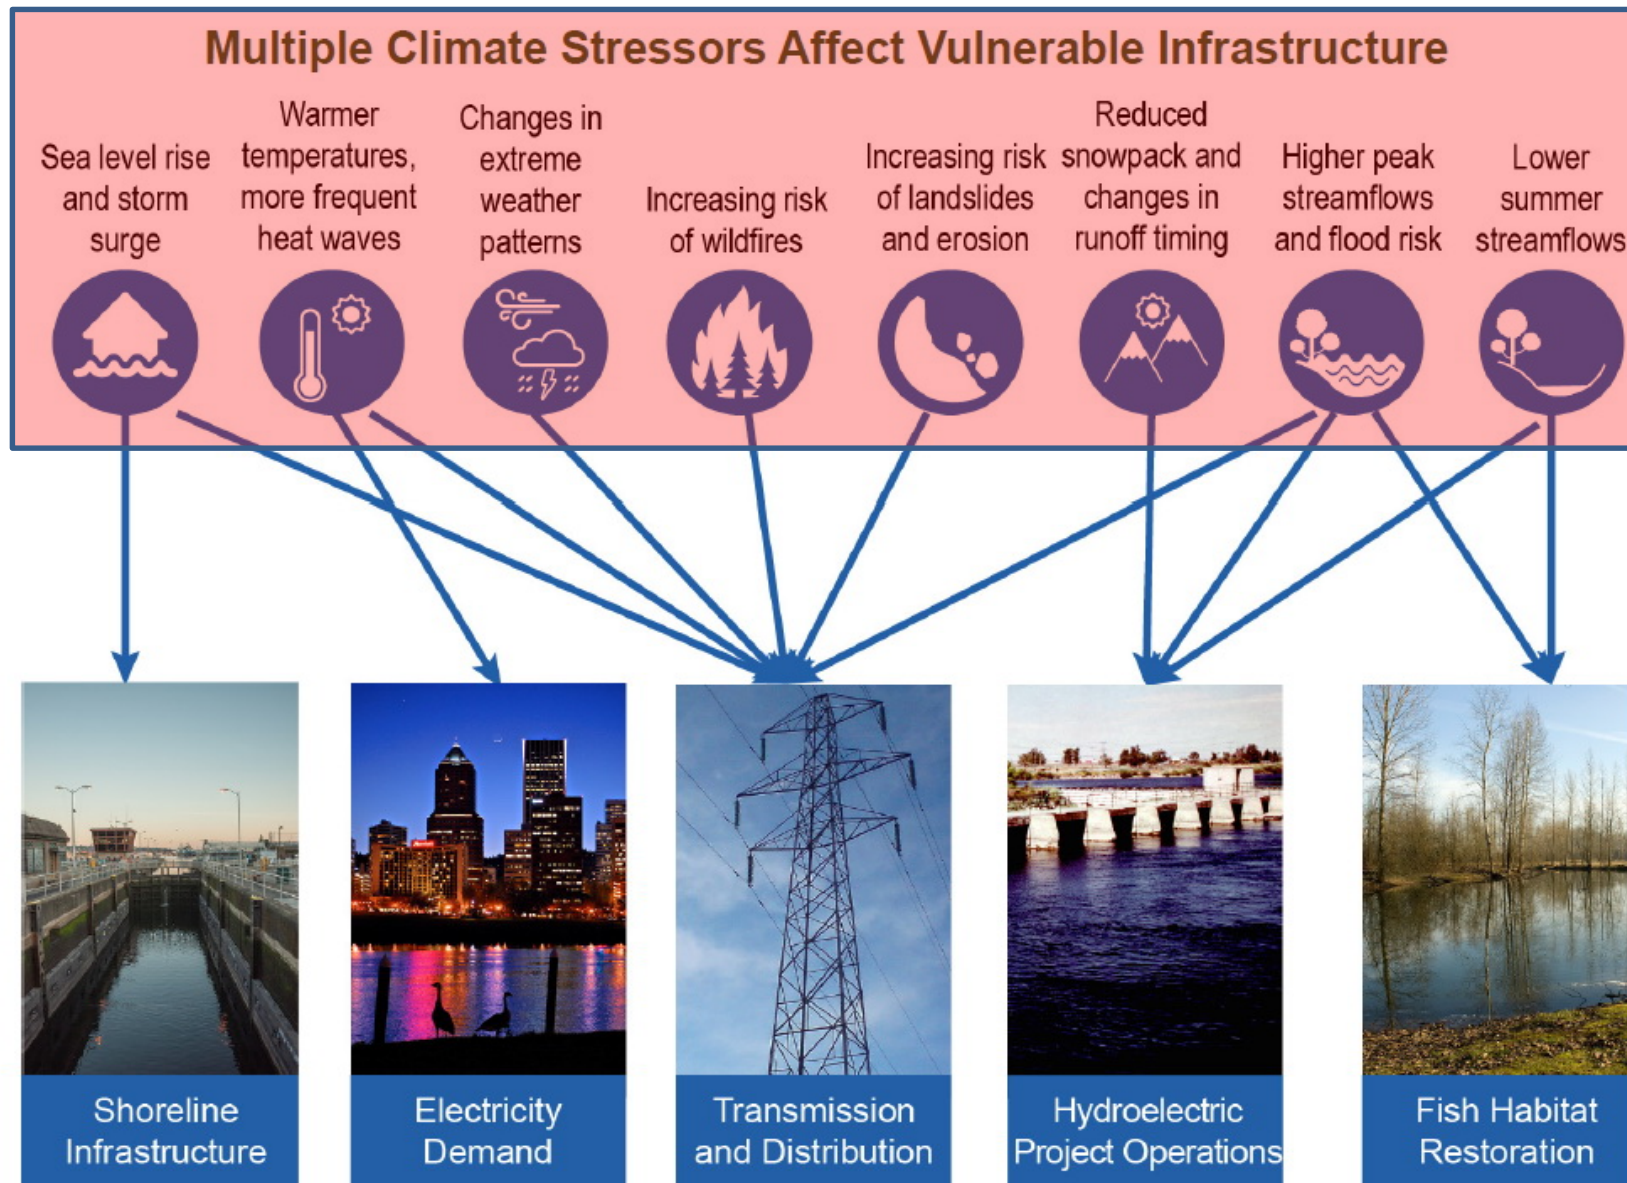 Multiple Climate Stressors Affect Vulnerable Infrastructure
Sea level rise
and storm
surge
Warmer
temperatures,
more frequent
heat waves
Changes in
extreme
weather
patterns
Increasing risk
of wildfires
Increasing risk
of landslides
and erosion
Reduced
snowpack and
changes in
runoff timing
Higher peak
streamflows
and flood risk
Lower
summer
streamflows
Shoreline
Infrastructure
Electricity
Demand
Transmission
and Distribution
Hydroelectric
Project Operations
Fish Habitat
Restoration